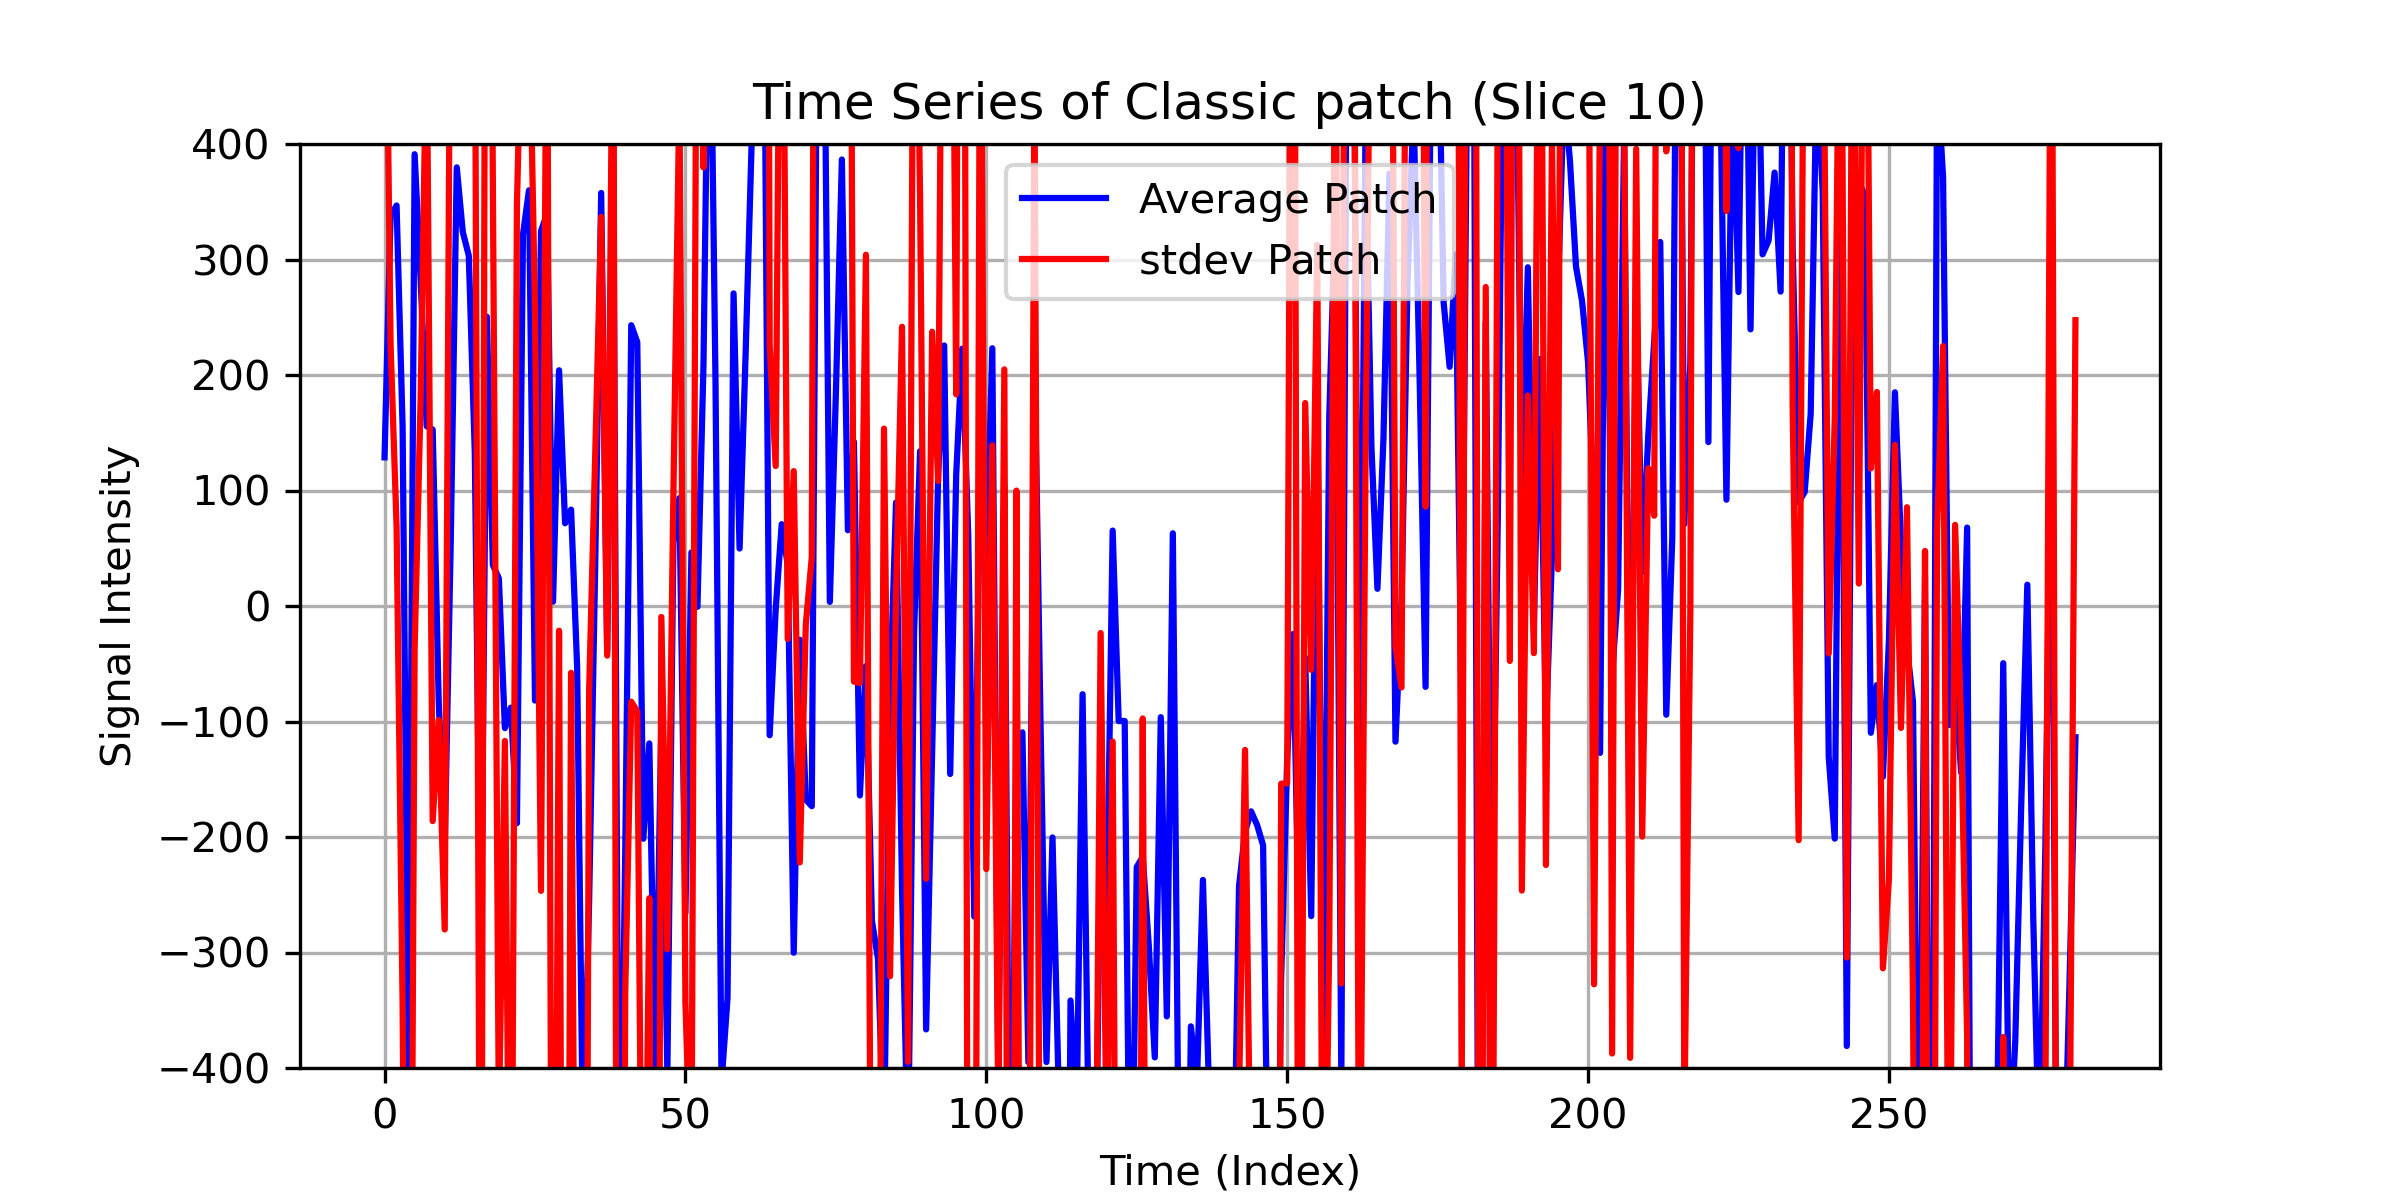 Time Series of Classic patch (Slice 10)
400
300
200
100
0
−100
−200
−300
−400
Signal Intensity
Average Patch
stdev Patch
0 50 100 150 200 250
Time (Index)